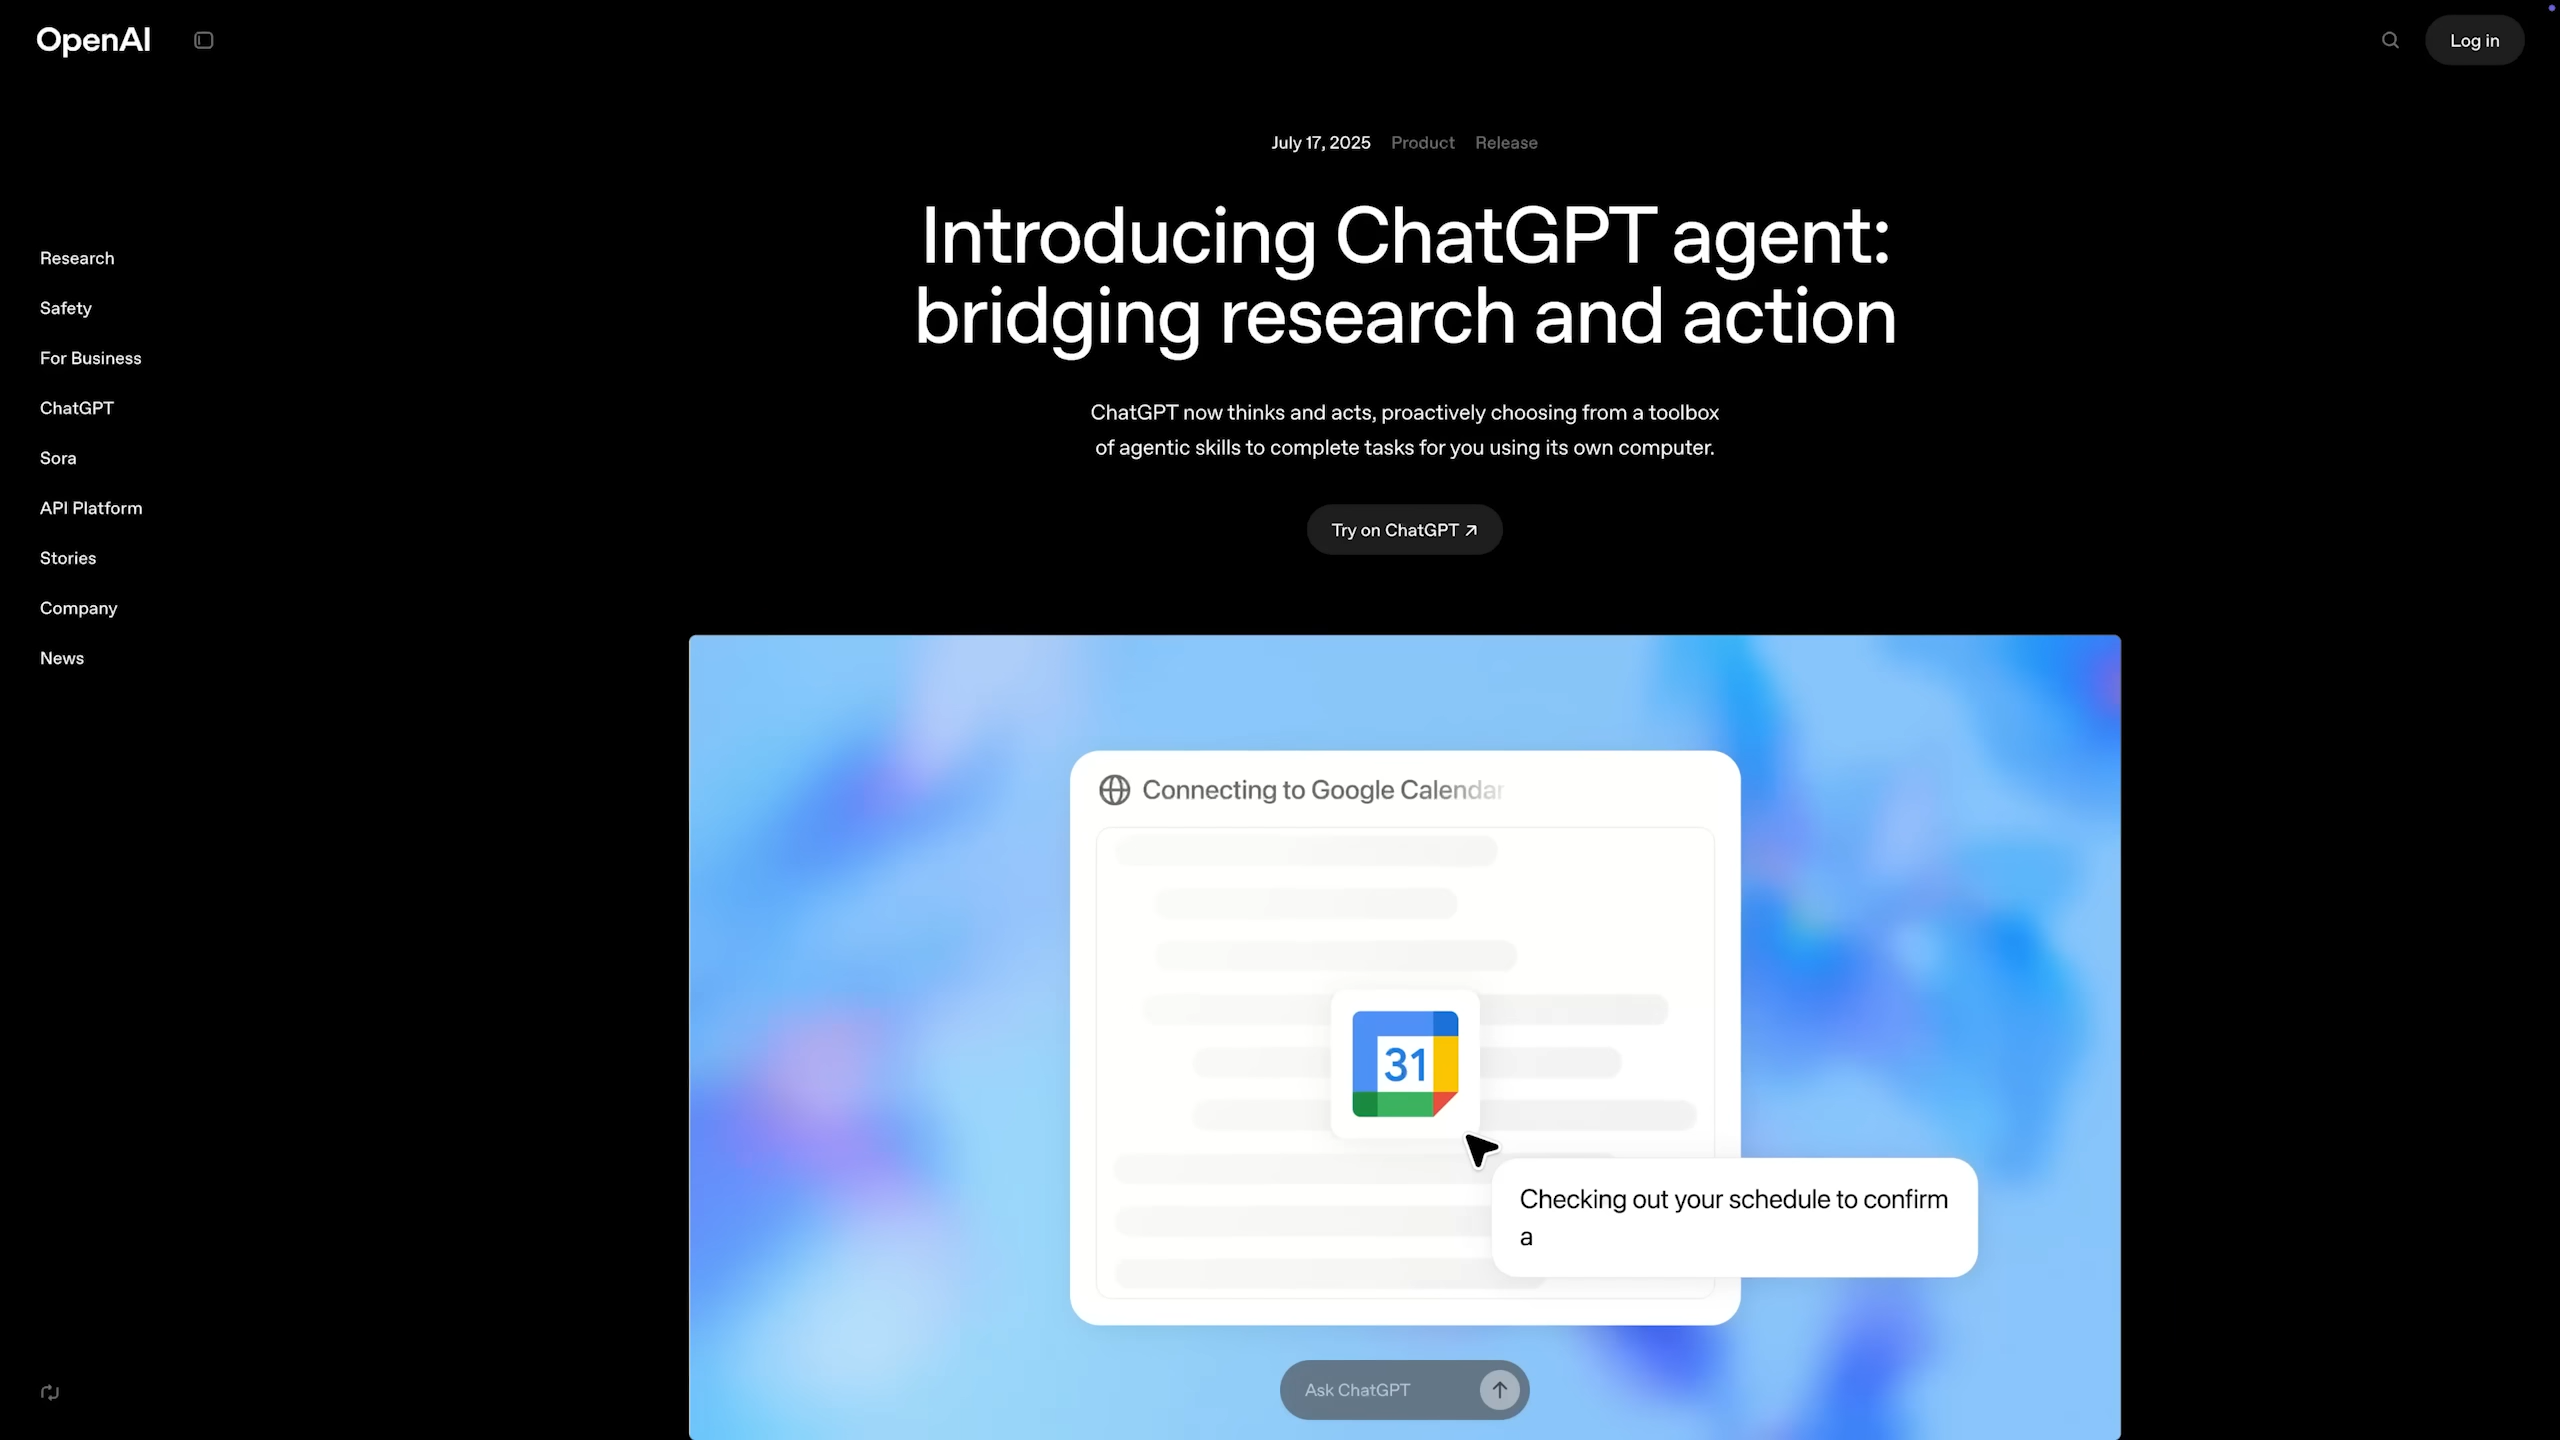 OpenAI
Log in
July 17, 2025 Product Release
Introducing ChatGPT agent:
bridging research and action
ChatGPT now thinks and acts, proactively choosing from a toolbox
of agentic skills to complete tasks for you using its own computer.
Try on ChatGPT ↗
Research
Safety
For Business
ChatGPT
Sora
API Platform
Stories
Company
News
Connecting to Google Calendar
31
Checking out your schedule to confirm
a
Ask ChatGPT